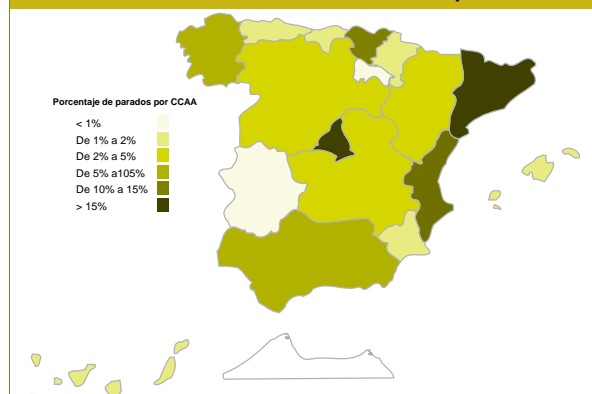 Porcentaje de parados por CCAA
< 1%
De 1% a 2%
De 2% a 5%
De 5% a105%
De 10% a 15%
> 15%